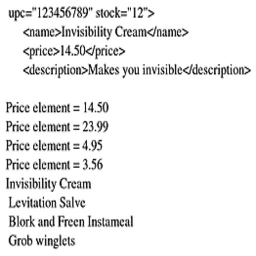 upc="123456789" stock="12">
<name>Invisibility Cream</name>
<price>14.50</price>
<description>Makes you invisible</description>
Price element = 14.50
Price element = 23.99
Price element = 4.95
Price element = 3.56
Invisibility Cream
Levitation Salve
Blork and Freen Instameal
Grob winglets